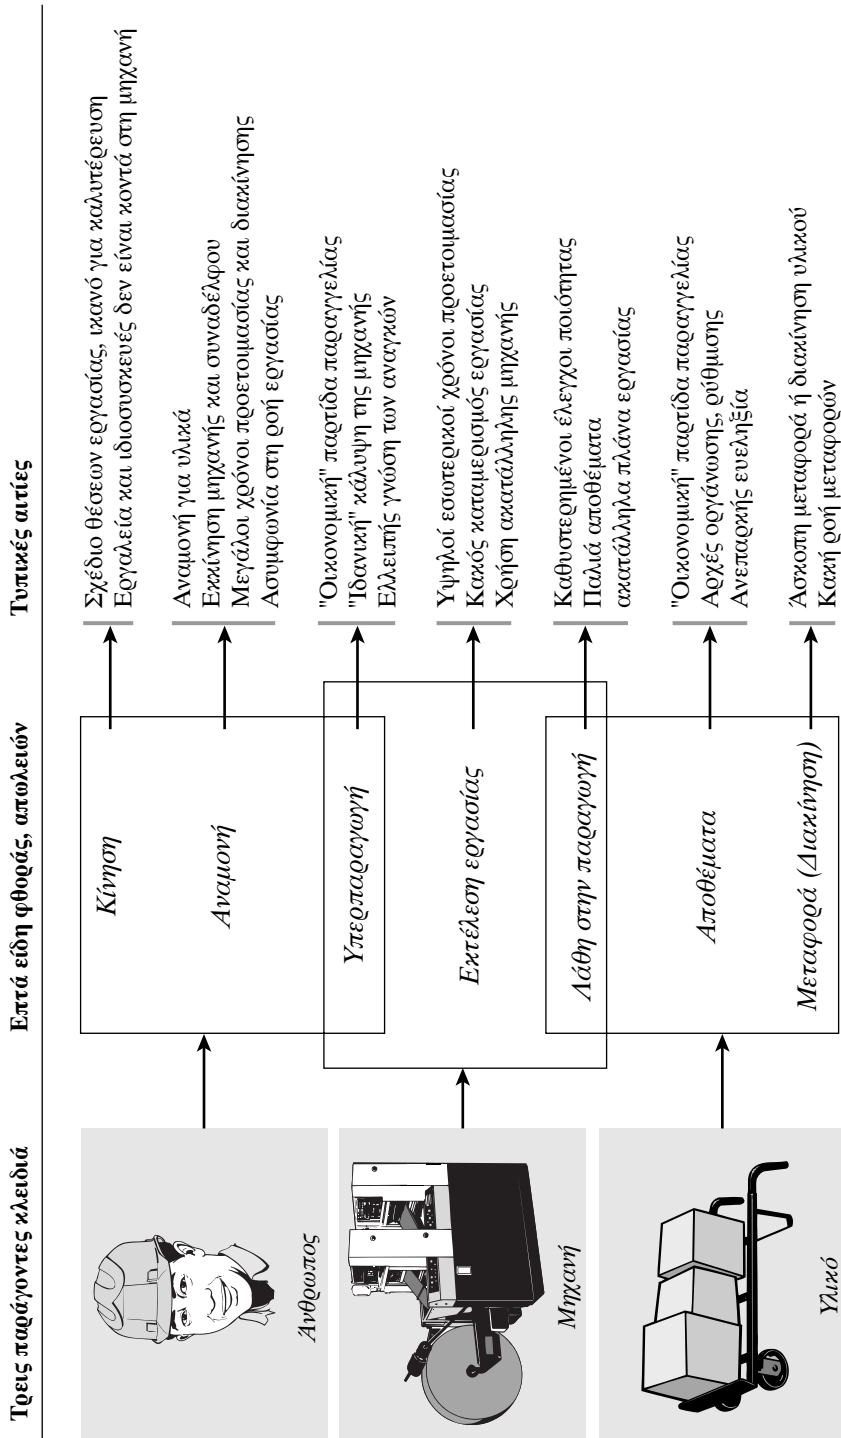 Τρεις παράγοντες κλειδιά
Επτά είδη φθοράς, απωλειών
Τυπικές αιτίες
Άνθρωπος
Κίνηση
Σχέδιο θέσεων εργασίας, ικανό για καλυτέρευση
Εργαλεία και ιδιοσυσκευές δεν είναι κοντά στη μηχανή
Αναμονή
Αναμονή για υλικά
Εκκίνηση μηχανής και συναδέλφου
Μεγάλοι χρόνοι προετοιμασίας και διακίνησης
Ασυμφωνία στη ροή εργασίας
Υπερπαραγωγή
"Οικονομική" παρτίδα παραγγελίας
"Ιδανική" κάλυψη της μηχανής
Ελλειπής γνώση των αναγκών
Μηχανή
Εκτέλεση εργασίας
Υψηλοί εσωτερικοί χρόνοι προετοιμασίας
Κακός καταμερισμός εργασίας
Χρήση ακατάλληλης μηχανής
Λάθη στην παραγωγή
Καθυστερημένοι έλεγχοι ποιότητας
Παλιά αποθέματα
ακατάλληλα πλάνα εργασίας
Υλικό
Αποθέματα
"Οικονομική" παρτίδα παραγγελίας
Αρχές οργάνωσης, ρύθμισης
Ανεπαρκής ευεληξία
Μεταφορά (Διακίνηση)
Άσκοπη μεταφορά ή διακίνηση υλικού
Κακή ροή μεταφορών